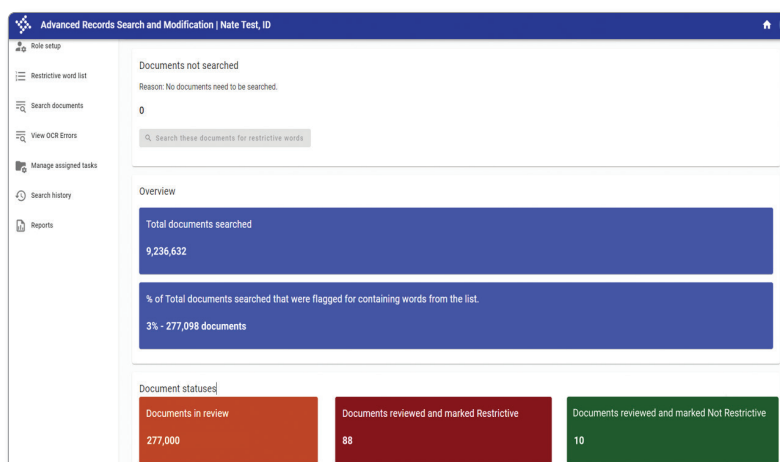 Advanced Records Search and Modification | Nate Test, ID
Role setup
Restrictive word list
Search documents
View OCR Errors
Manage assigned tasks
Search history
Reports
Documents not searched
Reason: No documents need to be searched.
0
Search these documents for restrictive words
Overview
Total documents searched
9,236,632
% of Total documents searched that were flagged for containing words from the list.
3% - 277,098 documents
Document statuses
Documents in review
277,000
Documents reviewed and marked Restrictive
88
Documents reviewed and marked Not Restrictive
10